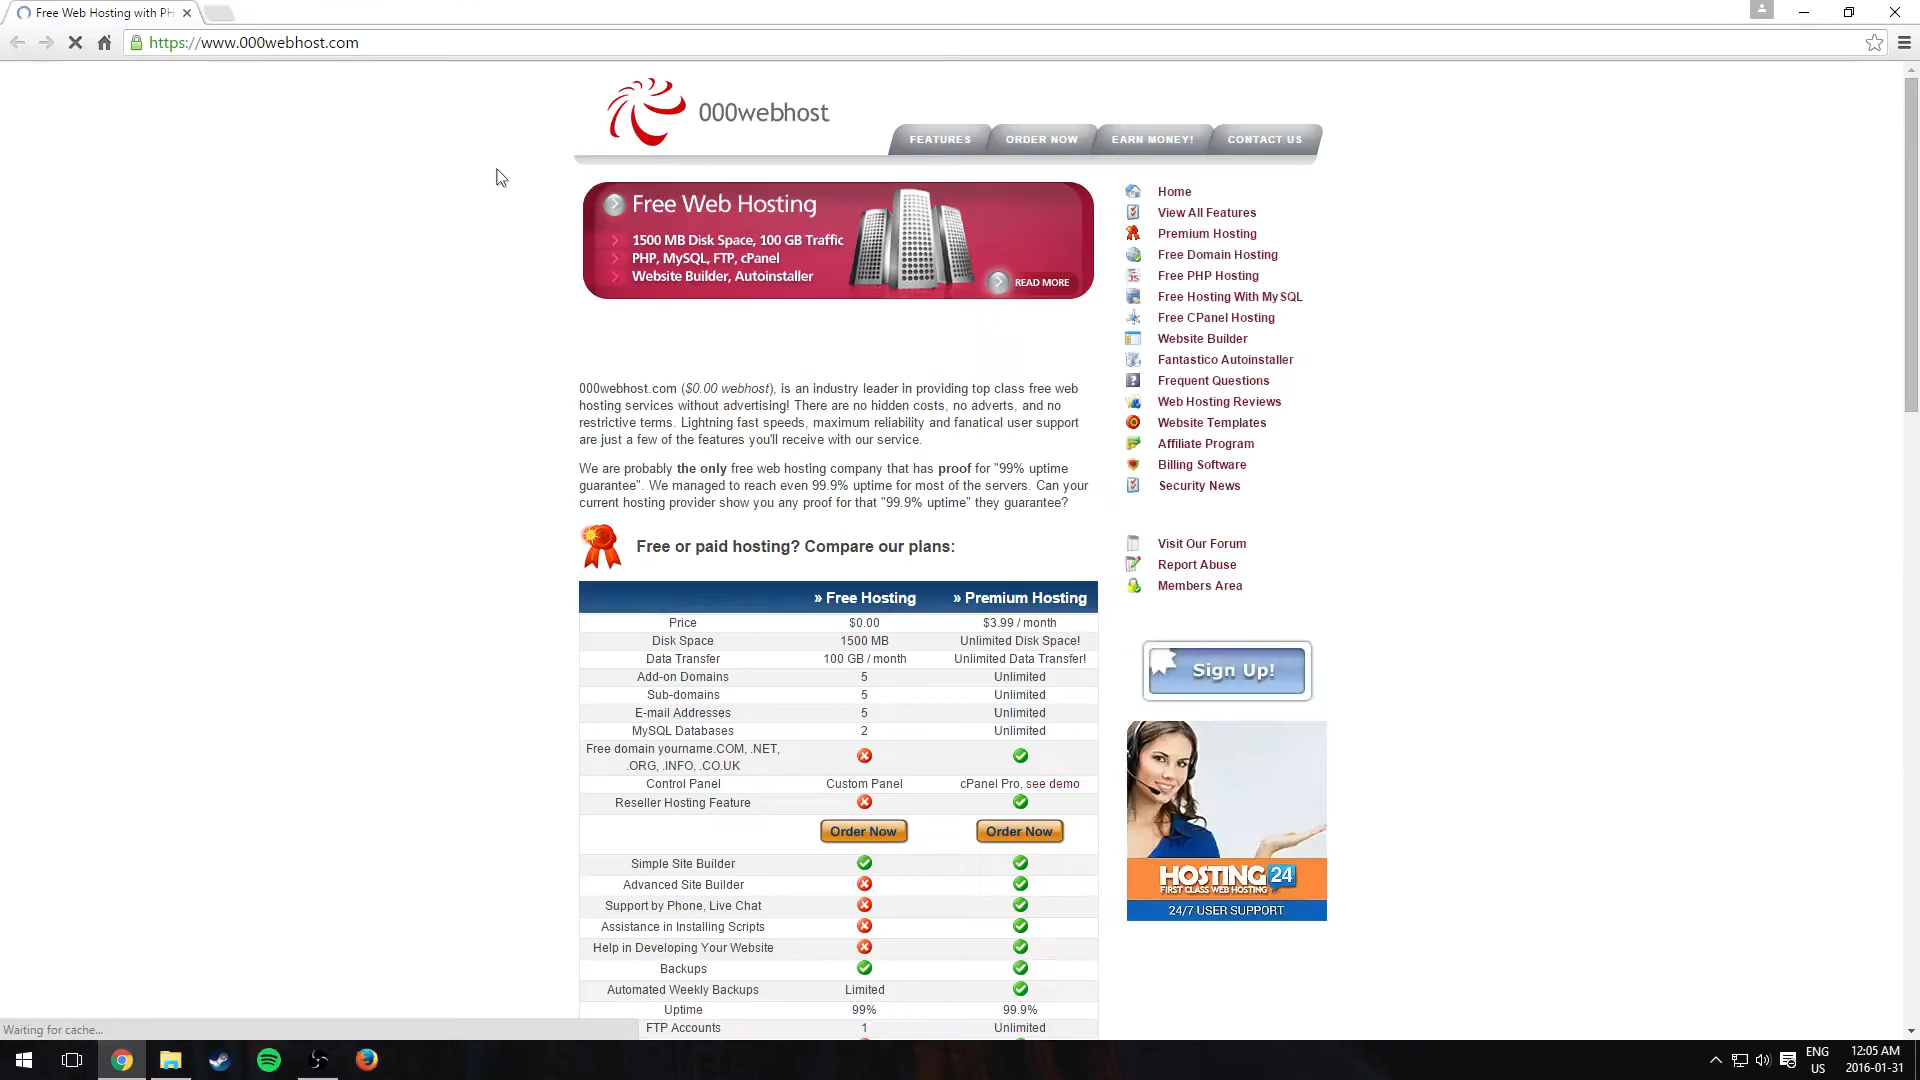 Free Web Hosting with PH
https://www.000webhost.com
000webhost
FEATURES
ORDER NOW
EARN MONEY!
CONTACT US
Free Web Hosting
1500 MB Disk Space, 100 GB Traffic
PHP, MySQL, FTP, cPanel
Website Builder, Autoinstaller
READ MORE
000webhost.com ($0.00 webhost), is an industry leader in providing top class free web
hosting services without advertising! There are no hidden costs, no adverts, and no
restrictive terms. Lightning fast speeds, maximum reliability and fanatical user support
are just a few of the features you'll receive with our service.
We are probably the only free web hosting company that has proof for "99% uptime
guarantee". We managed to reach even 99.9% uptime for most of the servers. Can your
current hosting provider show you any proof for that "99.9% uptime" they guarantee?
Free or paid hosting? Compare our plans:
» Free Hosting » Premium Hosting
Price $0.00 $3.99 / month
Disk Space 1500 MB Unlimited Disk Space!
Data Transfer 100 GB / month Unlimited Data Transfer!
Add-on Domains 5 Unlimited
Sub-domains 5 Unlimited
E-mail Addresses 5 Unlimited
MySQL Databases 2 Unlimited
Free domain yourname.COM, .NET,
.ORG, .INFO, .CO.UK
Control Panel Custom Panel cPanel Pro, see demo
Reseller Hosting Feature
Order Now Order Now
Simple Site Builder
Advanced Site Builder
Support by Phone, Live Chat
Assistance in Installing Scripts
Help in Developing Your Website
Backups
Automated Weekly Backups Limited
Uptime 99% 99.9%
FTP Accounts 1 Unlimited
Home
View All Features
Premium Hosting
Free Domain Hosting
Free PHP Hosting
Free Hosting With MySQL
Free CPanel Hosting
Website Builder
Fantastico Autoinstaller
Frequent Questions
Web Hosting Reviews
Website Templates
Affiliate Program
Billing Software
Security News
Visit Our Forum
Report Abuse
Members Area
Sign Up!
HOSTING 24
FIRST CLASS WEB HOSTING
24/7 USER SUPPORT
Waiting for cache...
ENG
US
12:05 AM
2016-01-31